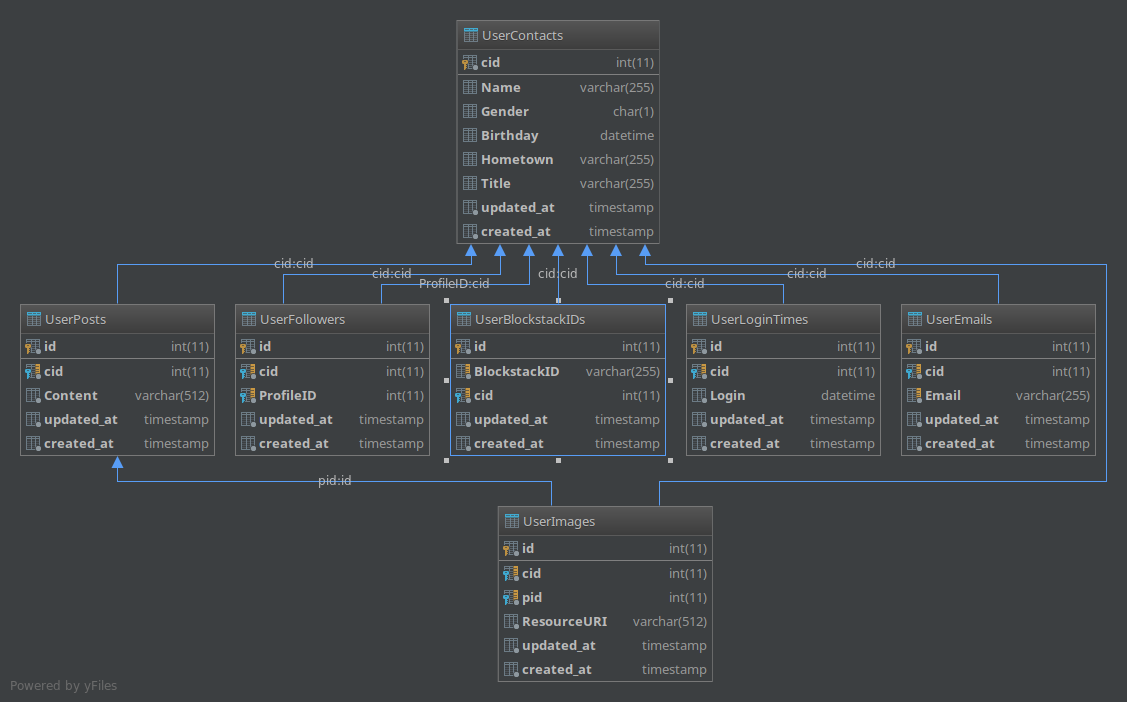 UserContacts
cid int(11)
Name varchar(255)
Gender char(1)
Birthday datetime
Hometown varchar(255)
Title varchar(255)
updated_at timestamp
created_at timestamp
cid:cid
cid:cid
ProfileID:cid
cid:cid
cid:cid
cid:cid
cid:cid
UserPosts
id int(11)
cid int(11)
Content varchar(512)
updated_at timestamp
created_at timestamp
UserFollowers
id int(11)
cid int(11)
ProfileID int(11)
updated_at timestamp
created_at timestamp
UserBlockstackIDs
id int(11)
BlockstackID varchar(255)
cid int(11)
updated_at timestamp
created_at timestamp
UserLoginTimes
id int(11)
cid int(11)
Login datetime
updated_at timestamp
created_at timestamp
UserEmails
id int(11)
cid int(11)
Email varchar(255)
updated_at timestamp
created_at timestamp
pid:id
UserImages
id int(11)
cid int(11)
pid int(11)
ResourceURI varchar(512)
updated_at timestamp
created_at timestamp
Powered by yFiles